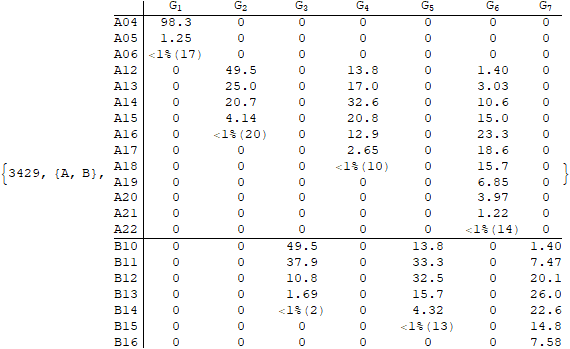 G₁ G₂ G₃ G₄ G₅ G₆ G₇
A04 98.3 0 0 0 0 0 0
A05 1.25 0 0 0 0 0 0
A06 <1%(17) 0 0 0 0 0 0
A12 0 49.5 0 13.8 0 1.40 0
A13 0 25.0 0 17.0 0 3.03 0
A14 0 20.7 0 32.6 0 10.6 0
A15 0 4.14 0 20.8 0 15.0 0
A16 0 <1%(20) 0 12.9 0 23.3 0
A17 0 0 0 2.65 0 18.6 0
{3429, {A, B}, A18 0 0 0 <1%(10) 0 15.7 0 }
A19 0 0 0 0 0 6.85 0
A20 0 0 0 0 0 3.97 0
A21 0 0 0 0 0 1.22 0
A22 0 0 0 0 0 <1%(14) 0
B10 0 0 49.5 0 13.8 0 1.40
B11 0 0 37.9 0 33.3 0 7.47
B12 0 0 10.8 0 32.5 0 20.1
B13 0 0 1.69 0 15.7 0 26.0
B14 0 0 <1%(2) 0 4.32 0 22.6
B15 0 0 0 0 <1%(13) 0 14.8
B16 0 0 0 0 0 0 7.58